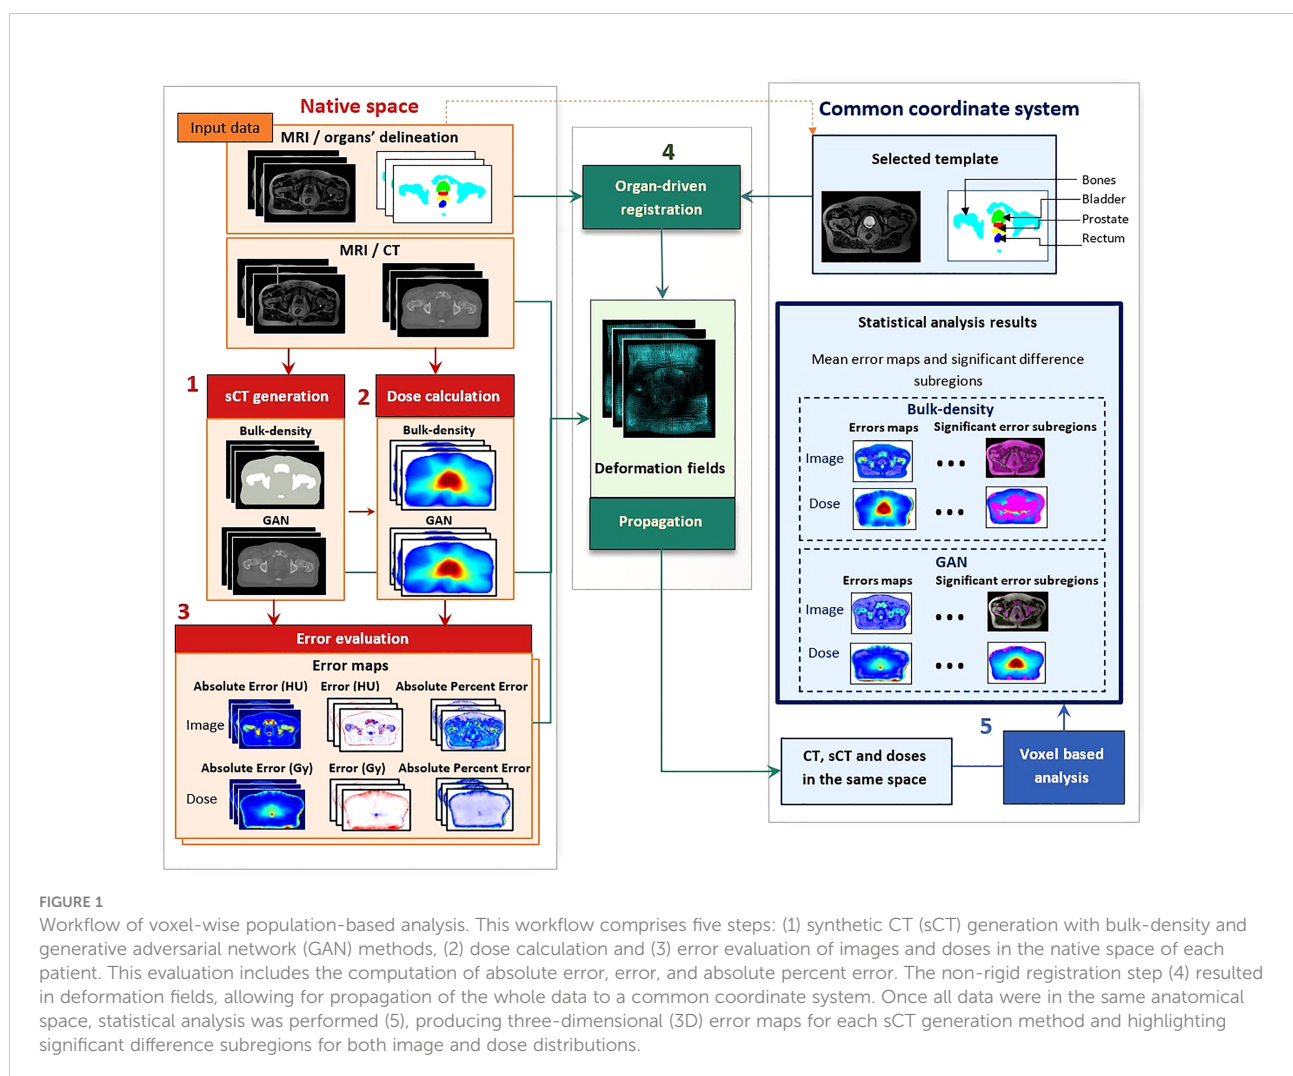 Native space
Input data
MRI / organs' delineation
MRI / CT
1
sCT generation
2
Dose calculation
Bulk-density
Bulk-density
GAN
GAN
3
Error evaluation
Error maps
Absolute Error (HU)
Error (HU)
Absolute Percent Error
Image
Absolute Error (Gy)
Error (Gy)
Absolute Percent Error
Dose
4
Organ-driven
registration
Deformation fields
Propagation
Common coordinate system
Selected template
Bones
Bladder
Prostate
Rectum
Statistical analysis results
Mean error maps and significant difference
subregions
Bulk-density
Errors maps
Significant error subregions
Image
...
Dose
...
GAN
Errors maps
Significant error subregions
Image
...
Dose
...
5
CT, sCT and doses
in the same space
Voxel based
analysis
FIGURE 1
Workflow of voxel-wise population-based analysis. This workflow comprises five steps: (1) synthetic CT (sCT) generation with bulk-density and
generative adversarial network (GAN) methods, (2) dose calculation and (3) error evaluation of images and doses in the native space of each
patient. This evaluation includes the computation of absolute error, error, and absolute percent error. The non-rigid registration step (4) resulted
in deformation fields, allowing for propagation of the whole data to a common coordinate system. Once all data were in the same anatomical
space, statistical analysis was performed (5), producing three-dimensional (3D) error maps for each sCT generation method and highlighting
significant difference subregions for both image and dose distributions.